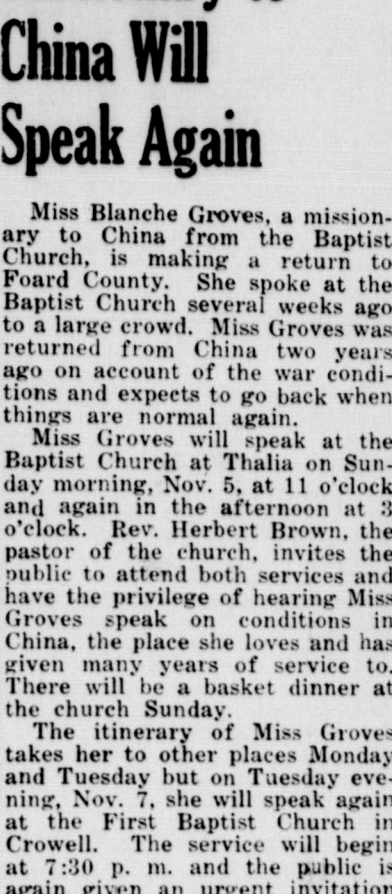 China Will
Speak Again
Miss Blanche Groves, a mission-
ary to China from the Baptist
Church, is making a return to
Foard County. She spoke at the
Baptist Church several weeks ago
to a large crowd. Miss Groves was
returned from China two years
ago on account of the war condi-
tions and expects to go back when
things are normal again.
Miss Groves will speak at the
Baptist Church at Thalia on Sun-
day morning, Nov. 5, at 11 o'clock
and again in the afternoon at 3
o'clock. Rev. Herbert Brown, the
pastor of the church, invites the
public to attend both services and
have the privilege of hearing Miss
Groves speak on conditions in
China, the place she loves and has
given many years of service to.
There will be a basket dinner at
the church Sunday.
The itinerary of Miss Groves
takes her to other places Monday
and Tuesday but on Tuesday eve-
ning, Nov. 7, she will speak again
at the First Baptist Church in
Crowell. The service will begin
at 7:30 p. m. and the public is
again given an urgent invitation